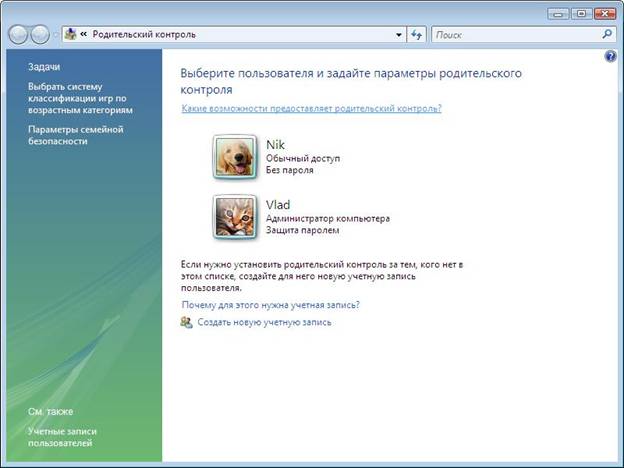 « Родительский контроль
Поиск
Задачи
Выбрать систему
классификации игр по
возрастным категориям
Параметры семейной
безопасности
Выберите пользователя и задайте параметры родительского
контроля
Какие возможности предоставляет родительский контроль?
Nik
Обычный доступ
Без пароля
Vlad
Администратор компьютера
Защита паролем
Если нужно установить родительский контроль за тем, кого нет в
этом списке, создайте для него новую учетную запись
пользователя.
Почему для этого нужна учетная запись?
Создать новую учетную запись
См. также
Учетные записи
пользователей